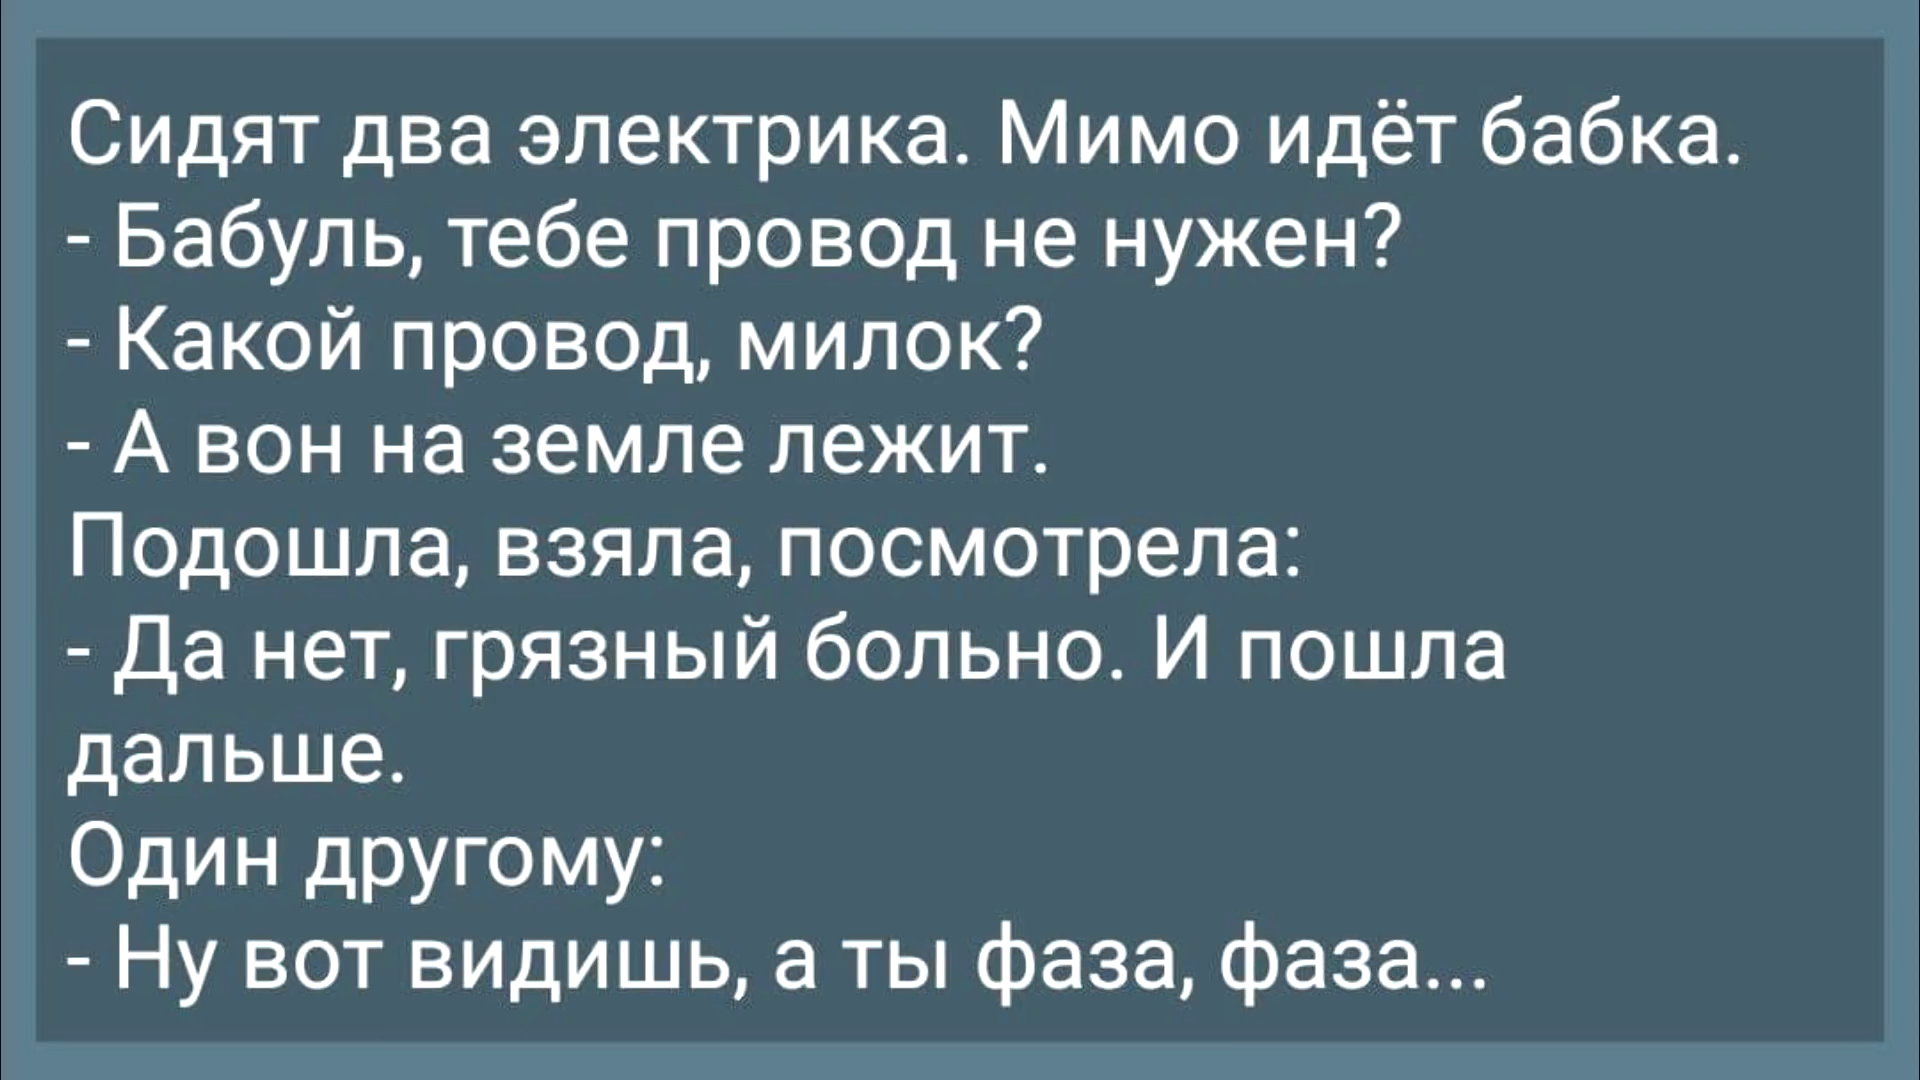 Сидят два электрика. Мимо идёт бабка.
- Бабуль, тебе провод не нужен?
- Какой провод, милок?
- А вон на земле лежит.
Подошла, взяла, посмотрела:
- Да нет, грязный больно. И пошла
дальше.
Один другому:
- Ну вот видишь, а ты фаза, фаза...